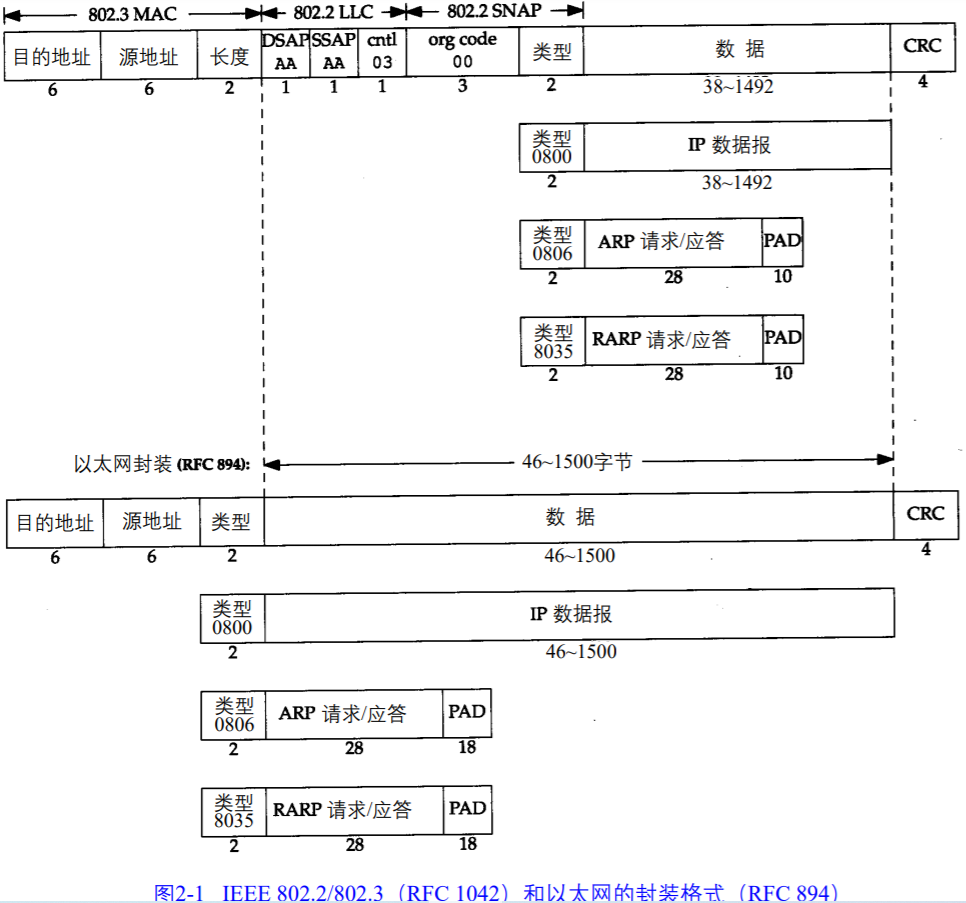 802.3 MAC 802.2 LLC 802.2 SNAP
目的地址 源地址 长度 DSAP AA SSAP AA cntl 03 org code 00 类型 数 据 CRC
6 6 2 1 1 1 3 2 38~1492 4
类型 0800 IP 数据报
2 38~1492
类型 0806 ARP 请求/应答 PAD
2 28 10
类型 8035 RARP 请求/应答 PAD
2 28 10
以太网封装 (RFC 894): 46~1500字节
目的地址 源地址 类型 数 据 CRC
6 6 2 46~1500 4
类型 0800 IP 数据报
2 46~1500
类型 0806 ARP 请求/应答 PAD
2 28 18
类型 8035 RARP 请求/应答 PAD
2 28 18
图2-1 IEEE 802.2/802.3（RFC 1042）和以太网的封装格式（RFC 894）